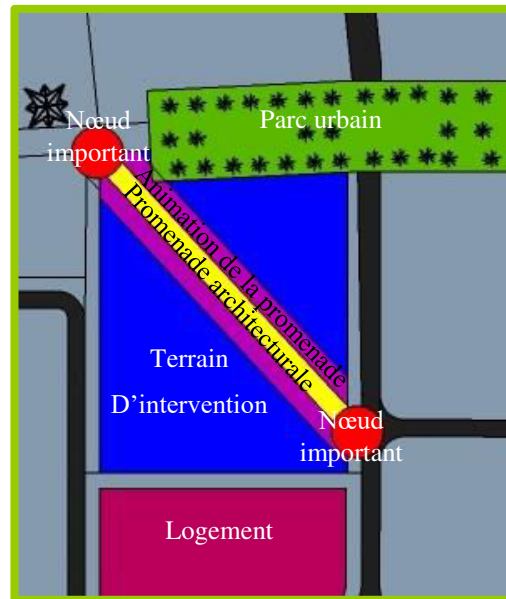 Nœud
important
Parc urbain
Animation de la promenade
Promenade architecturale
Terrain
D’intervention
Nœud
important
Logement